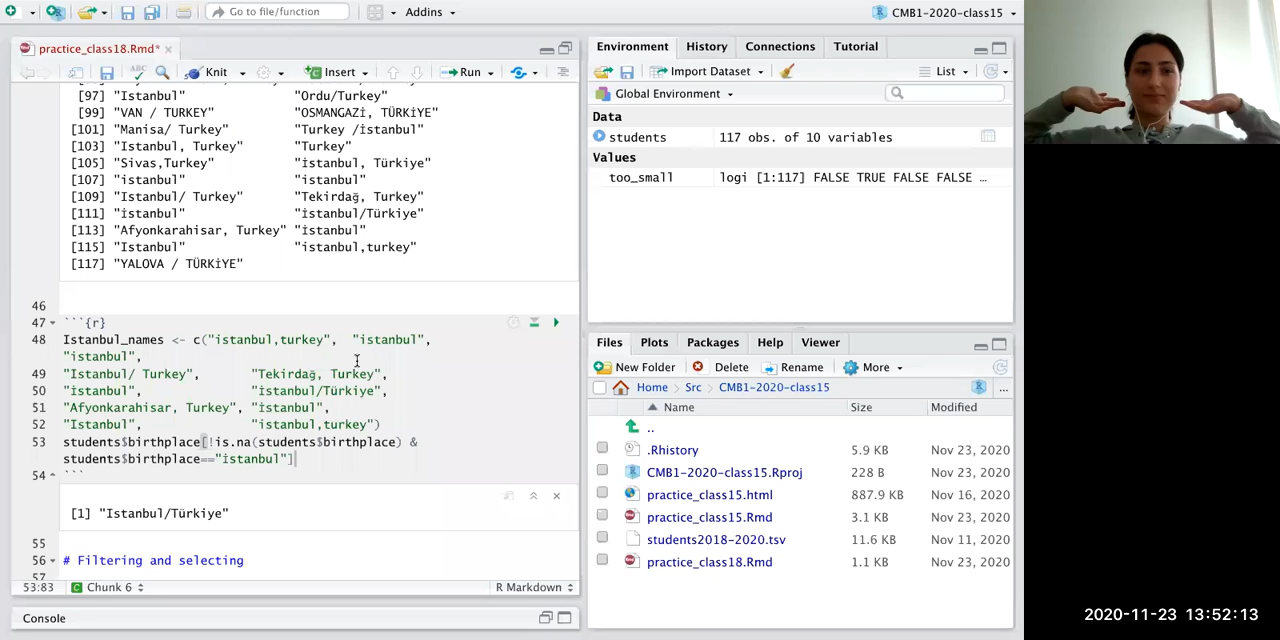 Go to file/function
Addins
CMB1-2020-class15
practice_class18.Rmd*
Knit
Insert
Run
[97] "Istanbul" "Ordu/Turkey"
[99] "VAN / TURKEY" "OSMANGAZİ, TÜRKİYE"
[101] "Manisa/ Turkey" "Turkey /istanbul"
[103] "Istanbul, Turkey" "Turkey"
[105] "Sivas,Turkey" "İstanbul, Türkiye"
[107] "istanbul" "istanbul"
[109] "Istanbul/ Turkey" "Tekirdağ, Turkey"
[111] "İstanbul" "İstanbul/Türkiye"
[113] "Afyonkarahisar, Turkey" "İstanbul"
[115] "Istanbul" "istanbul,turkey"
[117] "YALOVA / TÜRKİYE"
46
47 ```{r}
48 Istanbul_names <- c("istanbul,turkey", "istanbul",
"istanbul",
49 "Istanbul/ Turkey", "Tekirdağ, Turkey",
50 "İstanbul", "İstanbul/Türkiye",
51 "Afyonkarahisar, Turkey", "İstanbul",
52 "Istanbul", "istanbul,turkey")
53 students$birthplace[!is.na(students$birthplace) &
students$birthplace=="İstanbul"]
54 ```
[1] "Istanbul/Türkiye"
55
56 # Filtering and selecting
57
53:83 Chunk 6 R Markdown
Console
Environment History Connections Tutorial
Import Dataset List
Global Environment
Data
students 117 obs. of 10 variables
Values
too_small logi [1:117] FALSE TRUE FALSE FALSE …
Files Plots Packages Help Viewer
New Folder Delete Rename More
Home Src CMB1-2020-class15 ...
Name Size Modified
..
.Rhistory 5.9 KB Nov 23, 2020
CMB1-2020-class15.Rproj 228 B Nov 23, 2020
practice_class15.html 887.9 KB Nov 16, 2020
practice_class15.Rmd 3.1 KB Nov 23, 2020
students2018-2020.tsv 11.6 KB Nov 11, 2020
practice_class18.Rmd 1.1 KB Nov 23, 2020
2020-11-23 13:52:13